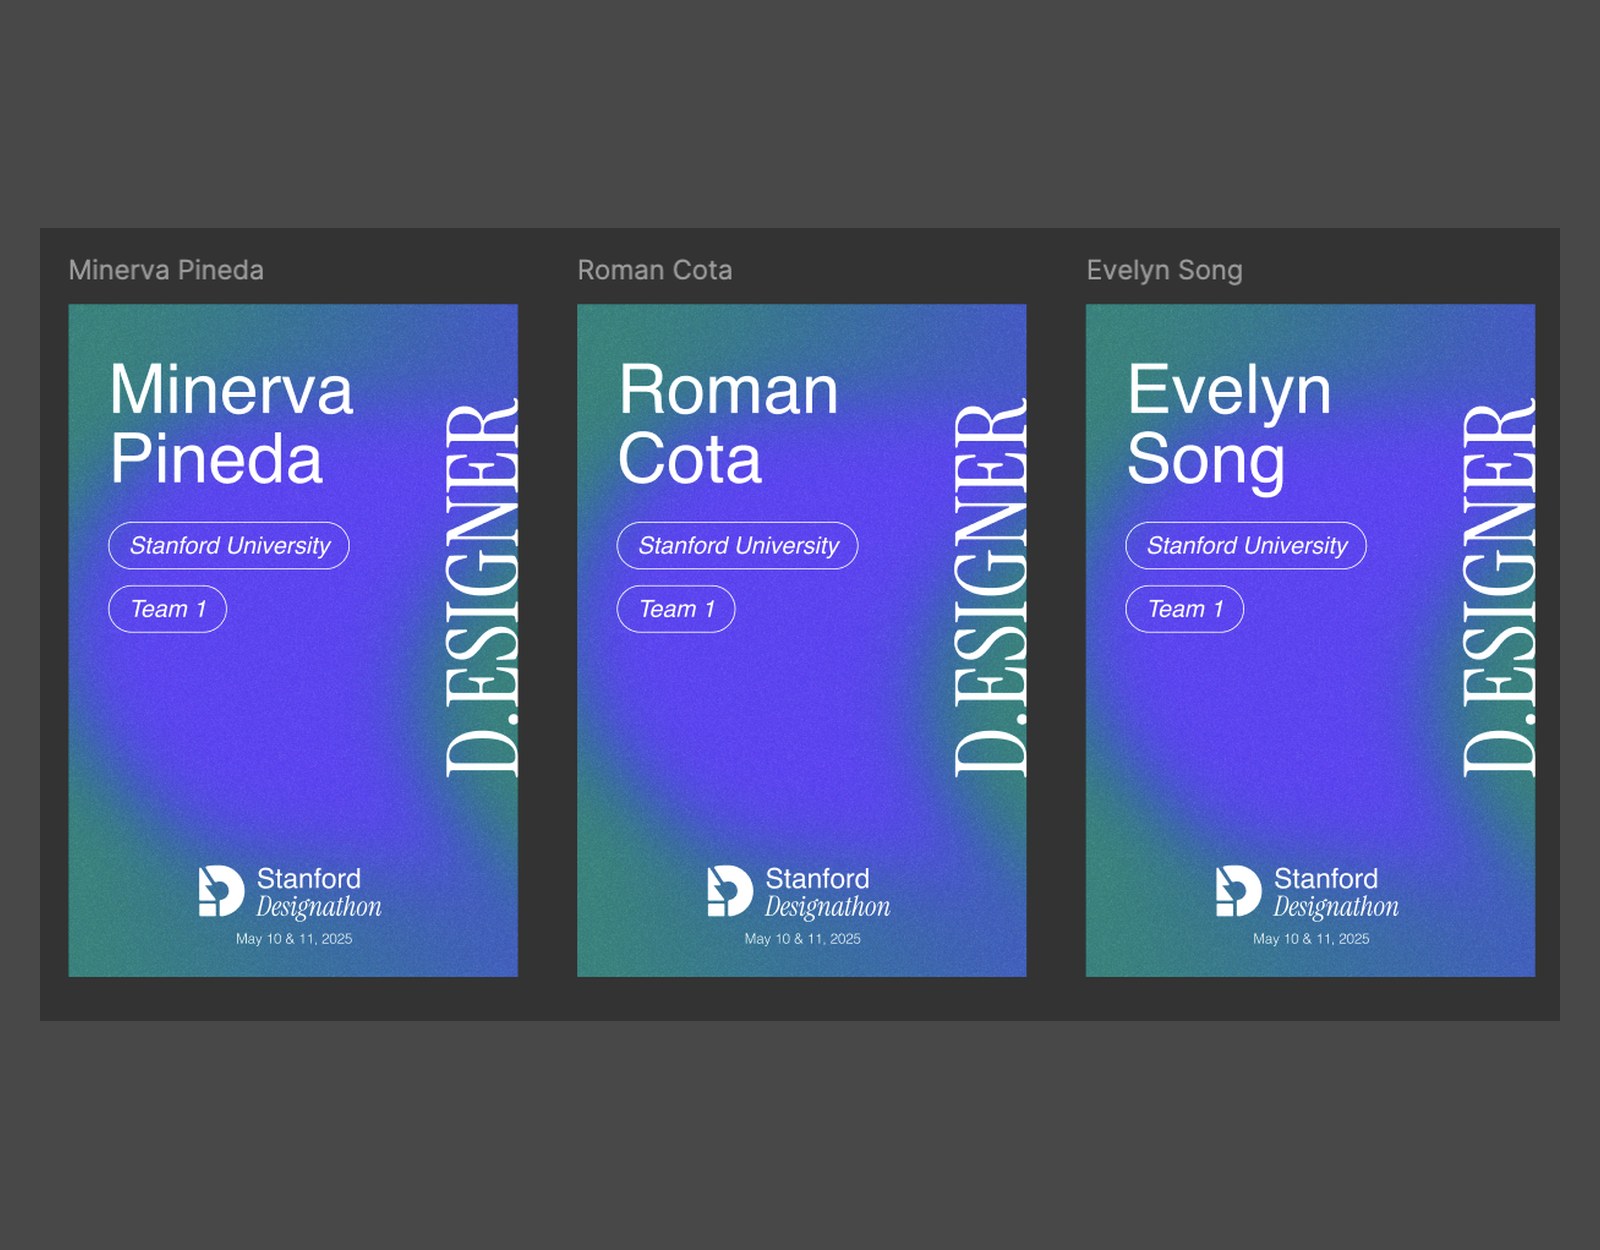 Minerva Pineda
Minerva
Pineda
Stanford University
Team 1
D.ESIGNER
Stanford
Designathon
May 10 & 11, 2025
Roman Cota
Roman
Cota
Stanford University
Team 1
D.ESIGNER
Stanford
Designathon
May 10 & 11, 2025
Evelyn Song
Evelyn
Song
Stanford University
Team 1
D.ESIGNER
Stanford
Designathon
May 10 & 11, 2025